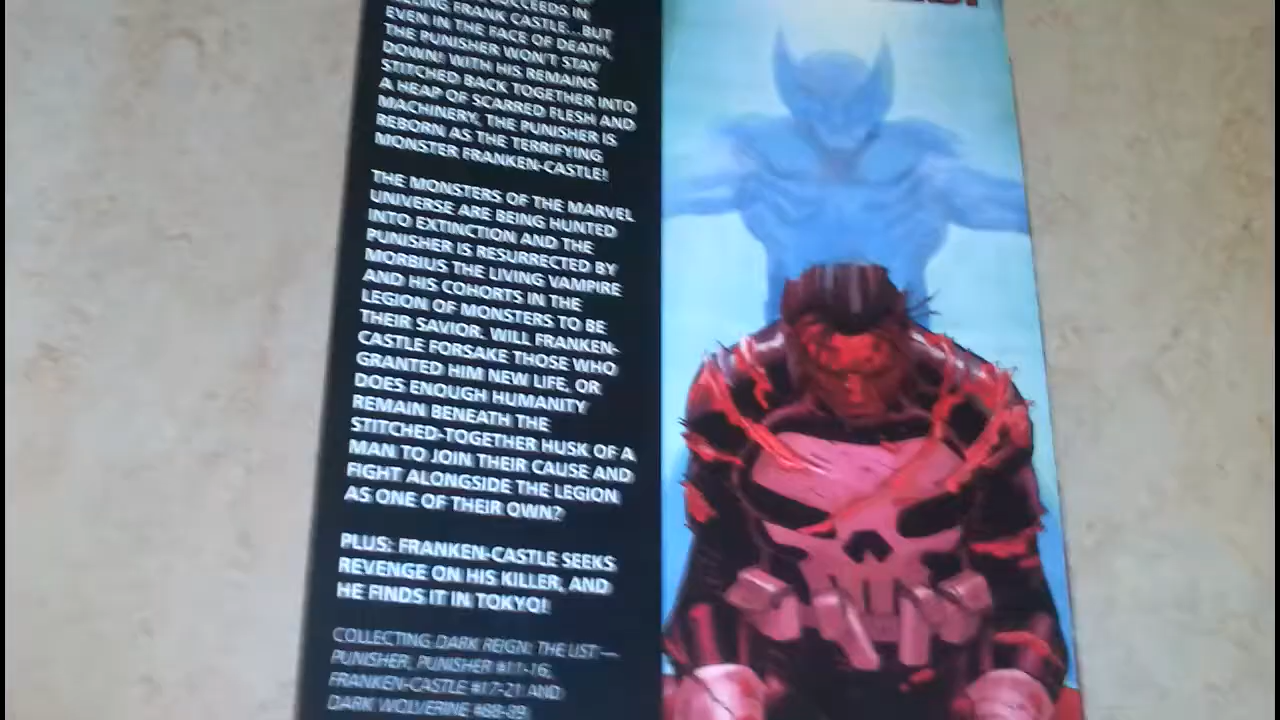 SUCCEEDS IN
KILLING FRANK CASTLE...BUT
EVEN IN THE FACE OF DEATH,
THE PUNISHER WON'T STAY
DOWN! WITH HIS REMAINS
STITCHED BACK TOGETHER INTO
A HEAP OF SCARRED FLESH AND
MACHINERY, THE PUNISHER IS
REBORN AS THE TERRIFYING
MONSTER FRANKEN-CASTLE!
THE MONSTERS OF THE MARVEL
UNIVERSE ARE BEING HUNTED
INTO EXTINCTION AND THE
PUNISHER IS RESURRECTED BY
MORBIUS THE LIVING VAMPIRE
AND HIS COHORTS IN THE
LEGION OF MONSTERS TO BE
THEIR SAVIOR. WILL FRANKEN-
CASTLE FORSAKE THOSE WHO
GRANTED HIM NEW LIFE, OR
DOES ENOUGH HUMANITY
REMAIN BENEATH THE
STITCHED-TOGETHER HUSK OF A
MAN TO JOIN THEIR CAUSE AND
FIGHT ALONGSIDE THE LEGION
AS ONE OF THEIR OWN?
PLUS: FRANKEN-CASTLE SEEKS
REVENGE ON HIS KILLER, AND
HE FINDS IT IN TOKYO!
COLLECTING DARK REIGN: THE LIST —
PUNISHER, PUNISHER #11-16,
FRANKEN-CASTLE #17-21 AND
DARK WOLVERINE #88-89